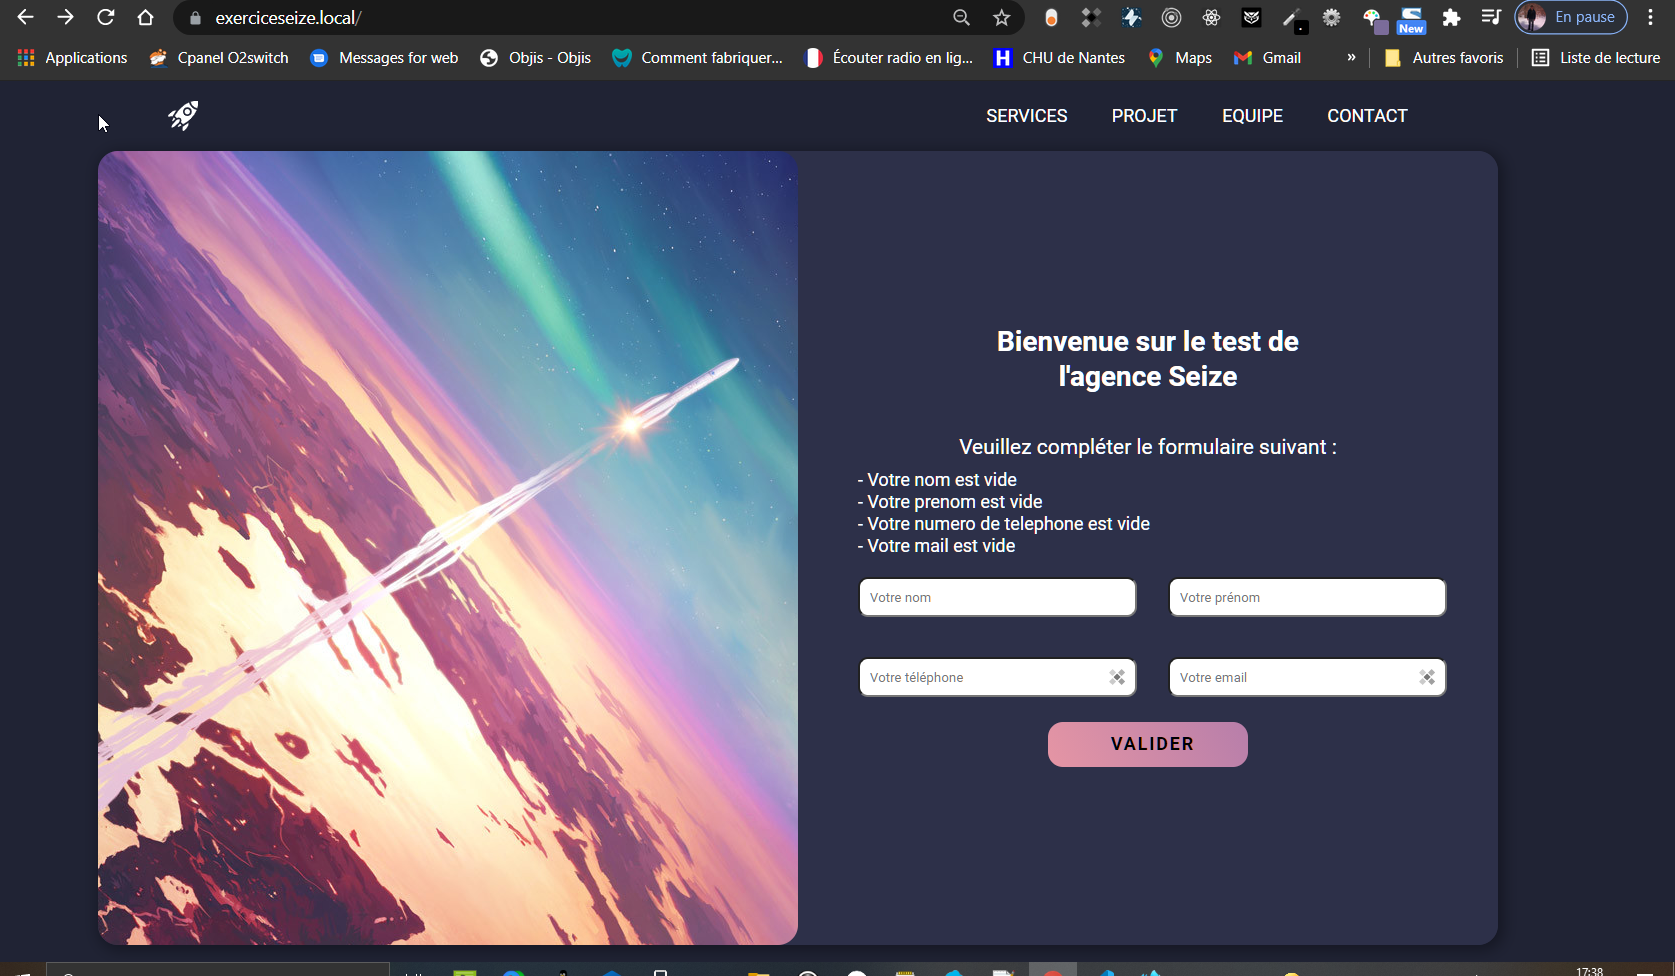 exerciceseize.local/
New
En pause
Applications
Cpanel O2switch
Messages for web
Objis - Objis
Comment fabriquer...
Écouter radio en lig...
H
CHU de Nantes
Maps
Gmail
»
Autres favoris
Liste de lecture
SERVICES
PROJET
EQUIPE
CONTACT
Bienvenue sur le test de
l'agence Seize
Veuillez compléter le formulaire suivant :
- Votre nom est vide
- Votre prenom est vide
- Votre numero de telephone est vide
- Votre mail est vide
Votre nom
Votre prénom
Votre téléphone
Votre email
VALIDER
17:38